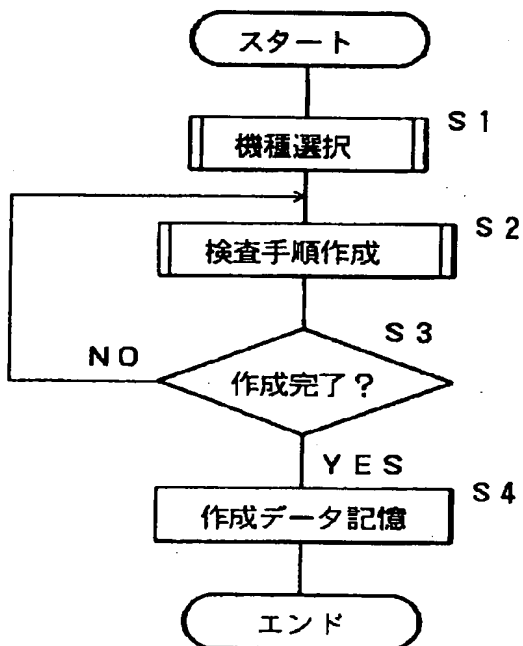 スタート
S1
機種選択
S2
検査手順作成
S3
NO
作成完了?
YES
S4
作成データ記憶
エンド